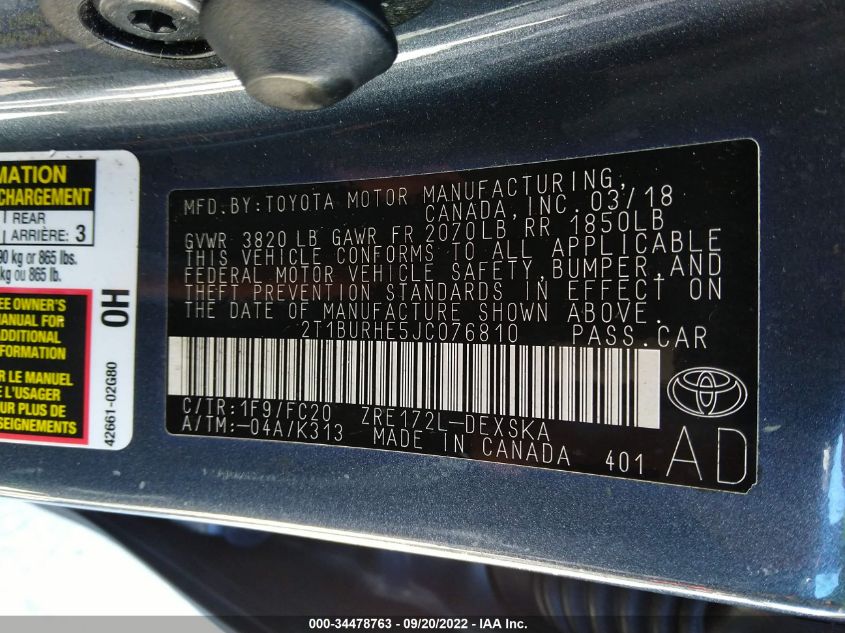 MATION
CHARGEMENT
REAR
ARRIÈRE: 3
kg or 865 lbs.
kg ou 865 lb.
EE OWNER'S
MANUAL FOR
ADDITIONAL
R LE MANUEL
E L'USAGER
UR PLUS DE
SEIGNEMENTS
0H
42661-02G80
MFD.BY:TOYOTA MOTOR MANUFACTURING,
CANADA, INC. 03/18
GVWR 3820 LB GAWR FR 2070LB RR 1850LB
THIS VEHICLE CONFORMS TO ALL APPLICABLE
FEDERAL MOTOR VEHICLE SAFETY,BUMPER,AND
THEFT PREVENTION STANDARDS IN EFFECT ON
THE DATE OF MANUFACTURE SHOWN ABOVE.
2T1BURHE5JC076810 PASS.CAR
C/TR:1F9/FC20 ZRE172L-DEXSKA
A/TM:-04A/K313 MADE IN CANADA 401
AD
000-34478763 - 09/20/2022 - IAA Inc.